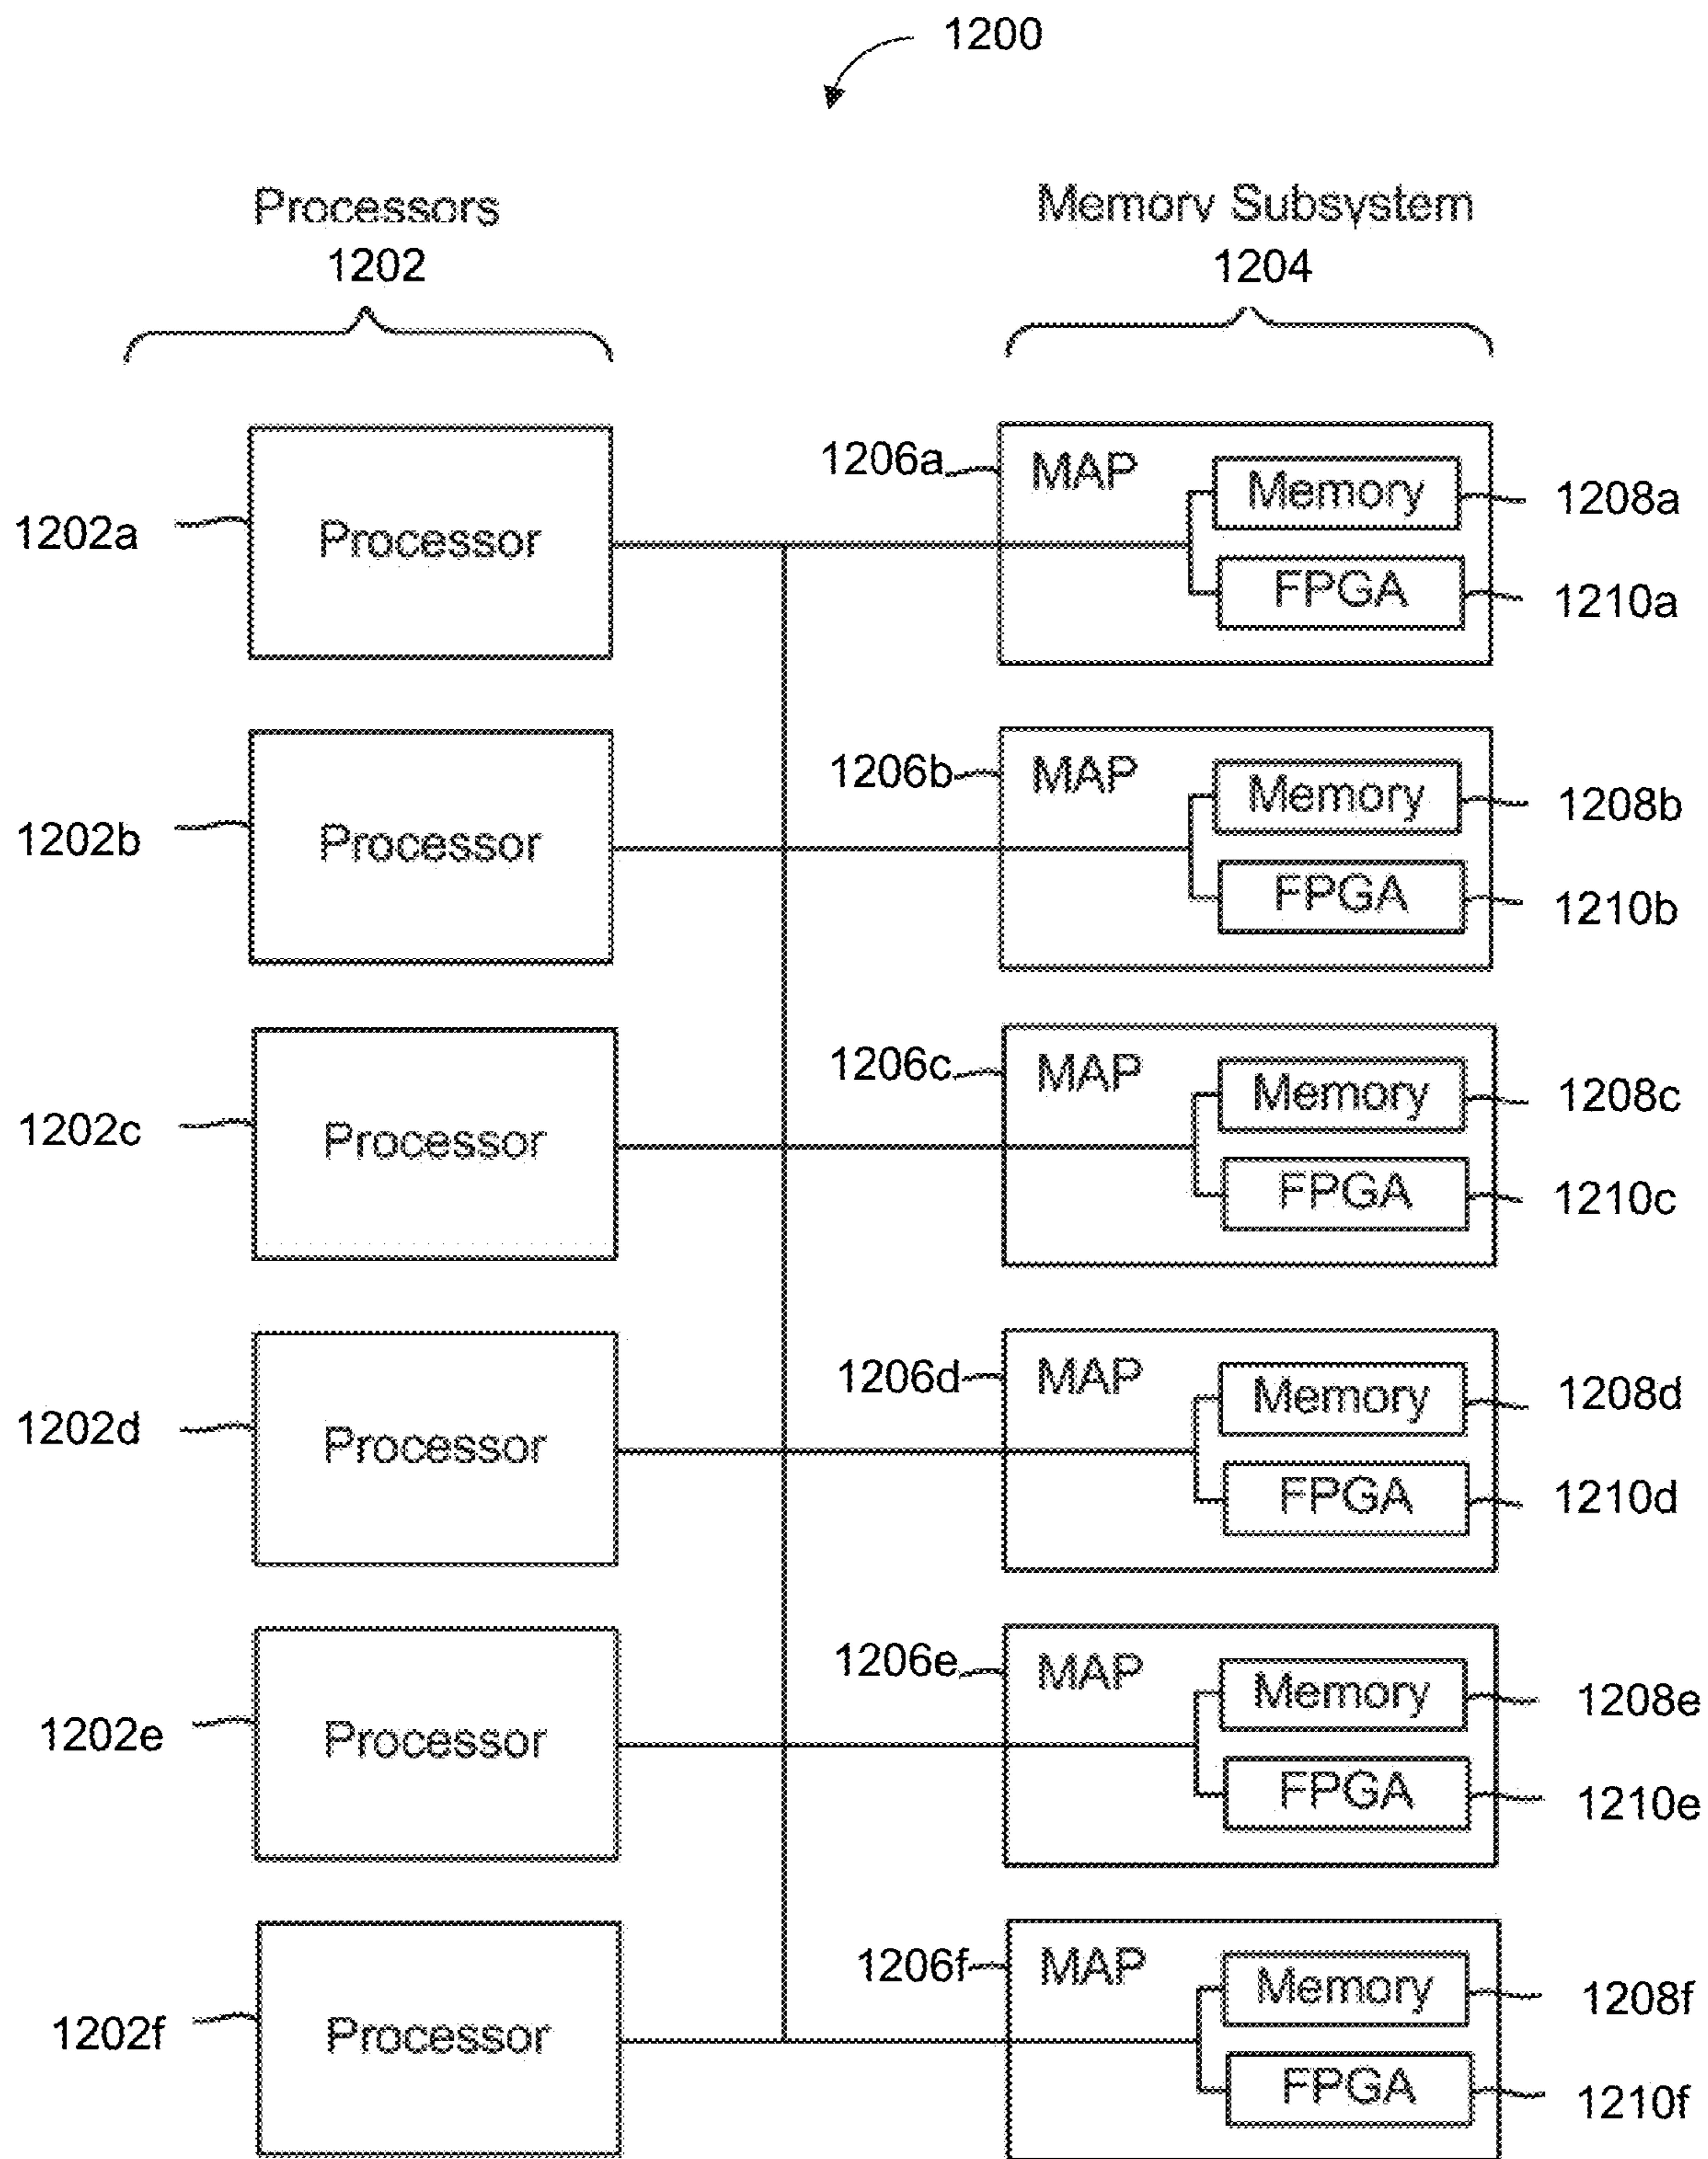 1200
Processors
1202
Memory Subsystem
1204
1206a
MAP
Memory
1208a
1202a
Processor
FPGA
1210a
1206b
MAP
Memory
1208b
1202b
Processor
FPGA
1210b
1206c
MAP
Memory
1208c
1202c
Processor
FPGA
1210c
1206d
MAP
Memory
1208d
1202d
Processor
FPGA
1210d
1206e
MAP
Memory
1208e
1202e
Processor
FPGA
1210e
1206f
MAP
Memory
1208f
1202f
Processor
FPGA
1210f